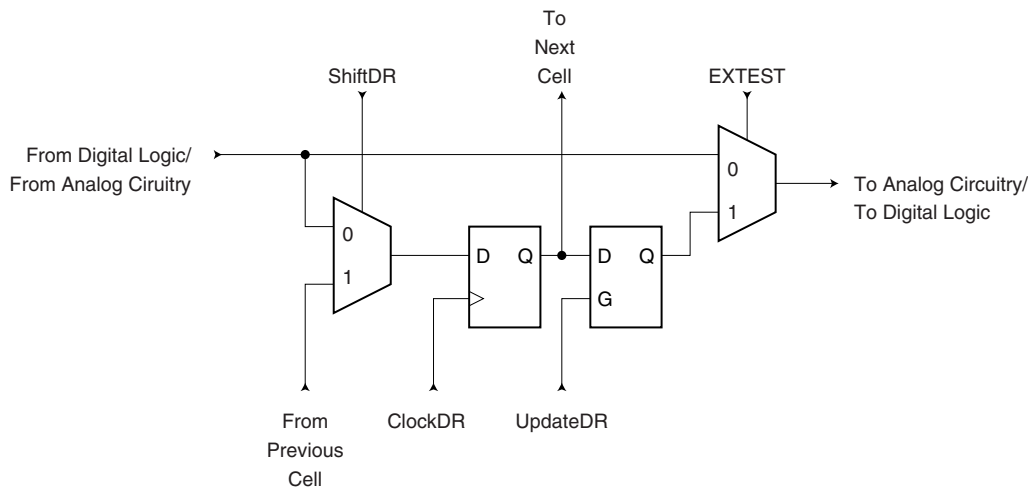 To
Next
Cell
ShiftDR
EXTEST
From Digital Logic/
From Analog Ciruitry
0
1
To Analog Circuitry/
To Digital Logic
0
1
D Q
D Q
G
From
Previous
Cell
ClockDR
UpdateDR